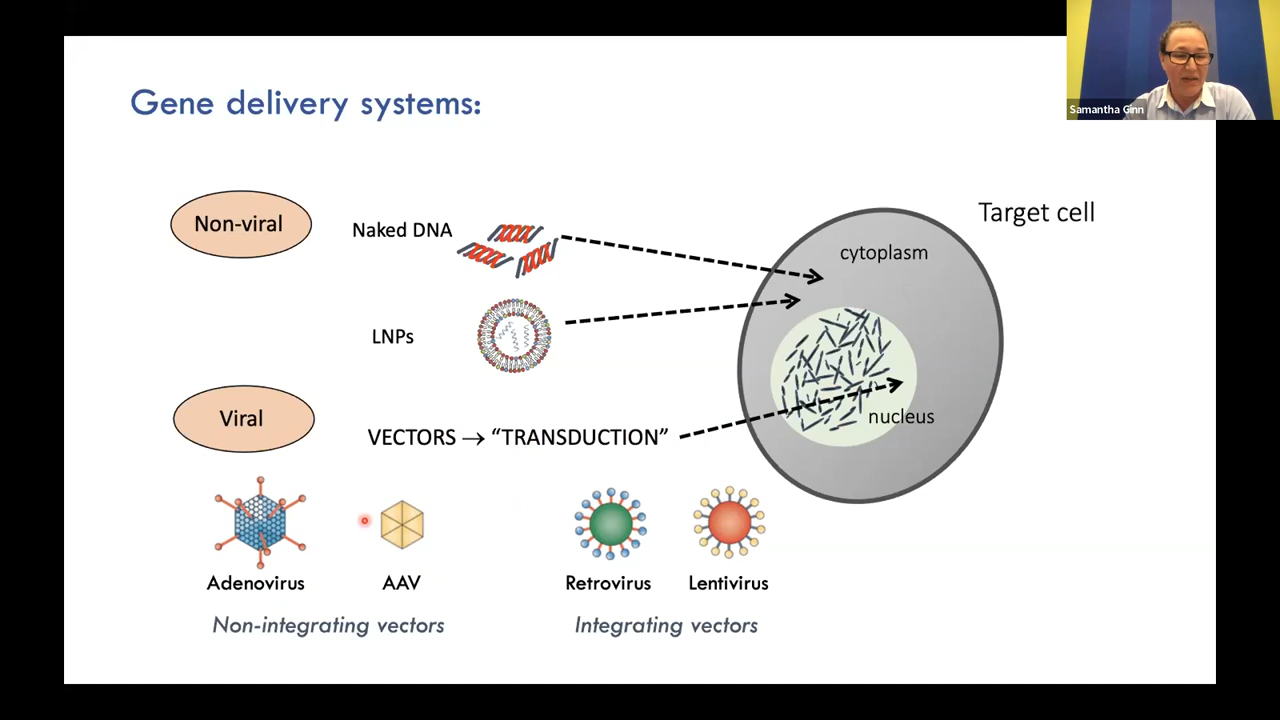 Gene delivery systems:
Samantha Ginn
Non-viral
Naked DNA
LNPs
Target cell
cytoplasm
nucleus
Viral
VECTORS → “TRANSDUCTION”
Adenovirus
AAV
Retrovirus
Lentivirus
Non-integrating vectors
Integrating vectors